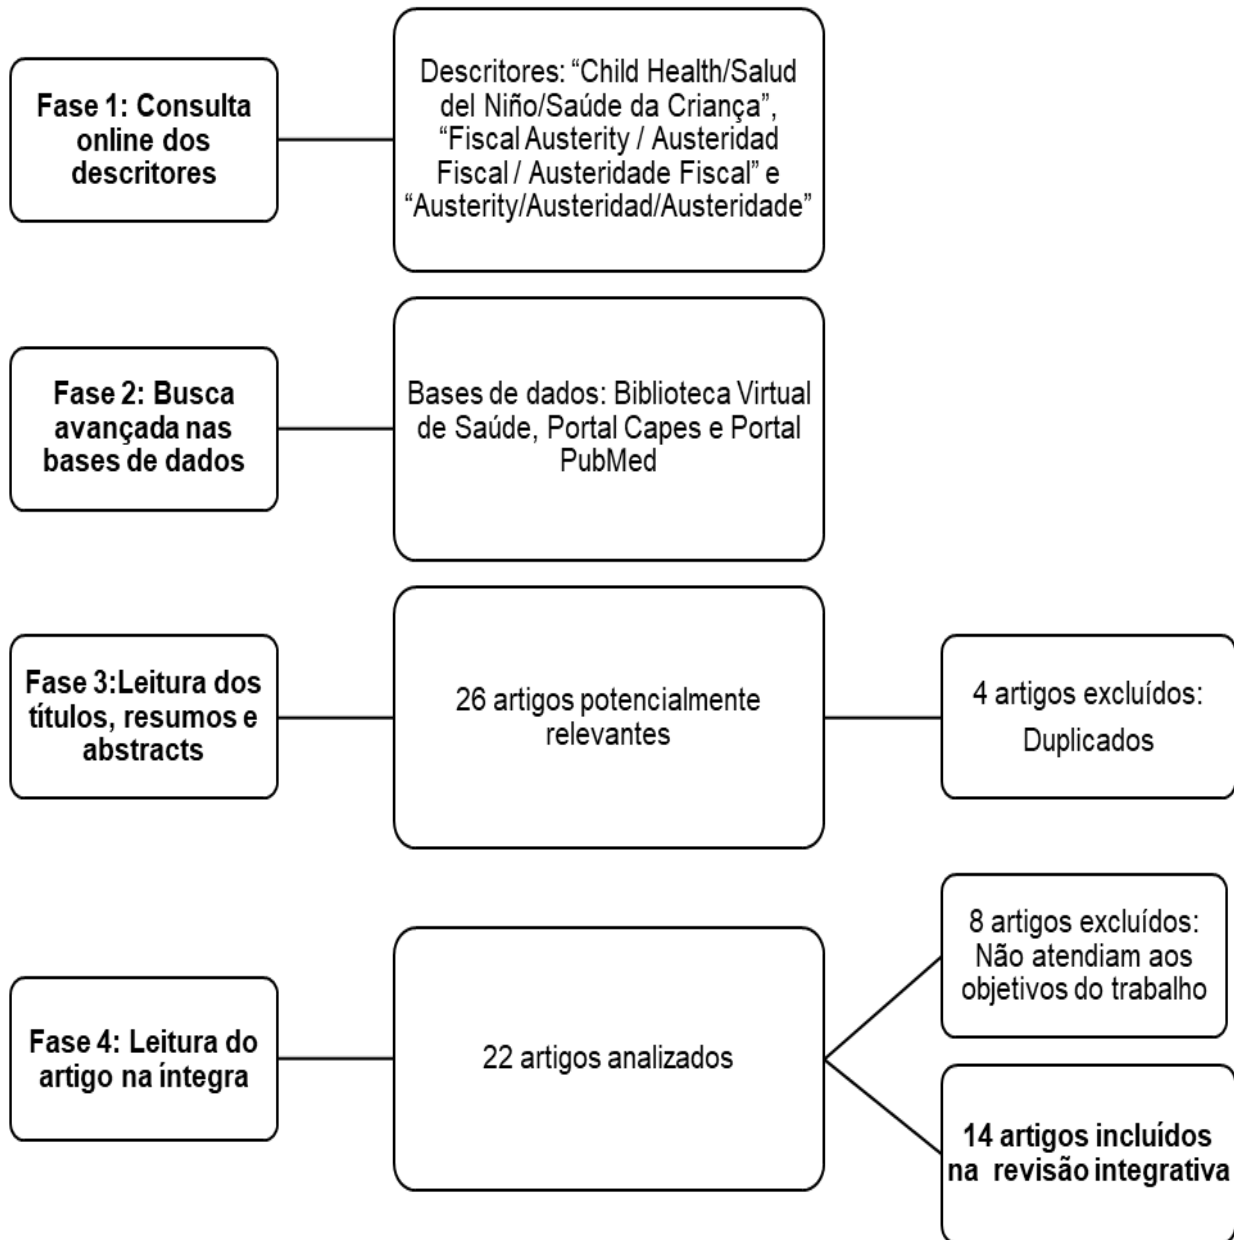 Fase 1: Consulta
online dos
descritores
Descritores: “Child Health/Salud
del Niño/Saúde da Criança”,
“Fiscal Austerity / Austeridad
Fiscal / Austeridade Fiscal” e
“Austerity/Austeridad/Austeridade”
Fase 2: Busca
avançada nas
bases de dados
Bases de dados: Biblioteca Virtual
de Saúde, Portal Capes e Portal
PubMed
Fase 3:Leitura dos
títulos, resumos e
abstracts
26 artigos potencialmente
relevantes
4 artigos excluídos:
Duplicados
Fase 4: Leitura do
artigo na íntegra
22 artigos analizados
8 artigos excluídos:
Não atendiam aos
objetivos do trabalho
14 artigos incluídos
na revisão integrativa